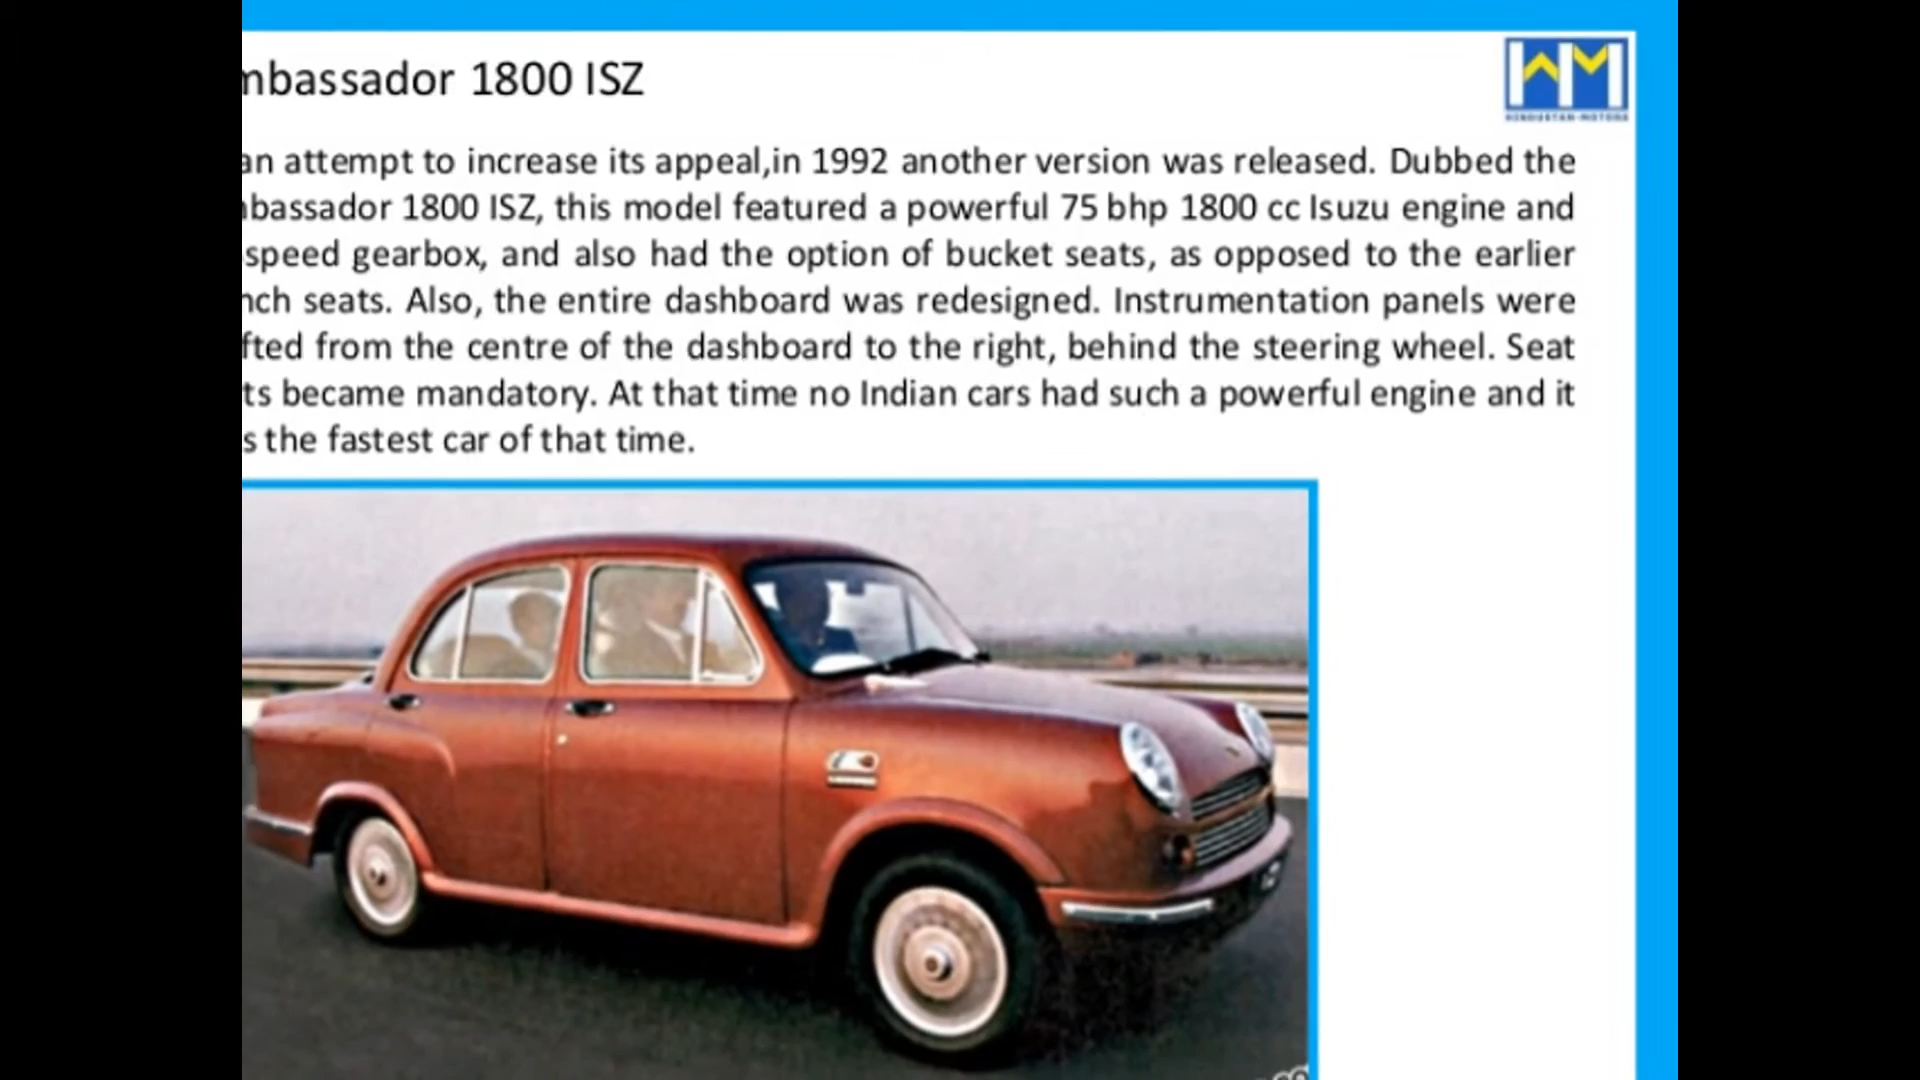 mbassador 1800 ISZ
HINDUSTAN-MOTORS
an attempt to increase its appeal,in 1992 another version was released. Dubbed the
bassador 1800 ISZ, this model featured a powerful 75 bhp 1800 cc Isuzu engine and
speed gearbox, and also had the option of bucket seats, as opposed to the earlier
nch seats. Also, the entire dashboard was redesigned. Instrumentation panels were
fted from the centre of the dashboard to the right, behind the steering wheel. Seat
ts became mandatory. At that time no Indian cars had such a powerful engine and it
s the fastest car of that time.